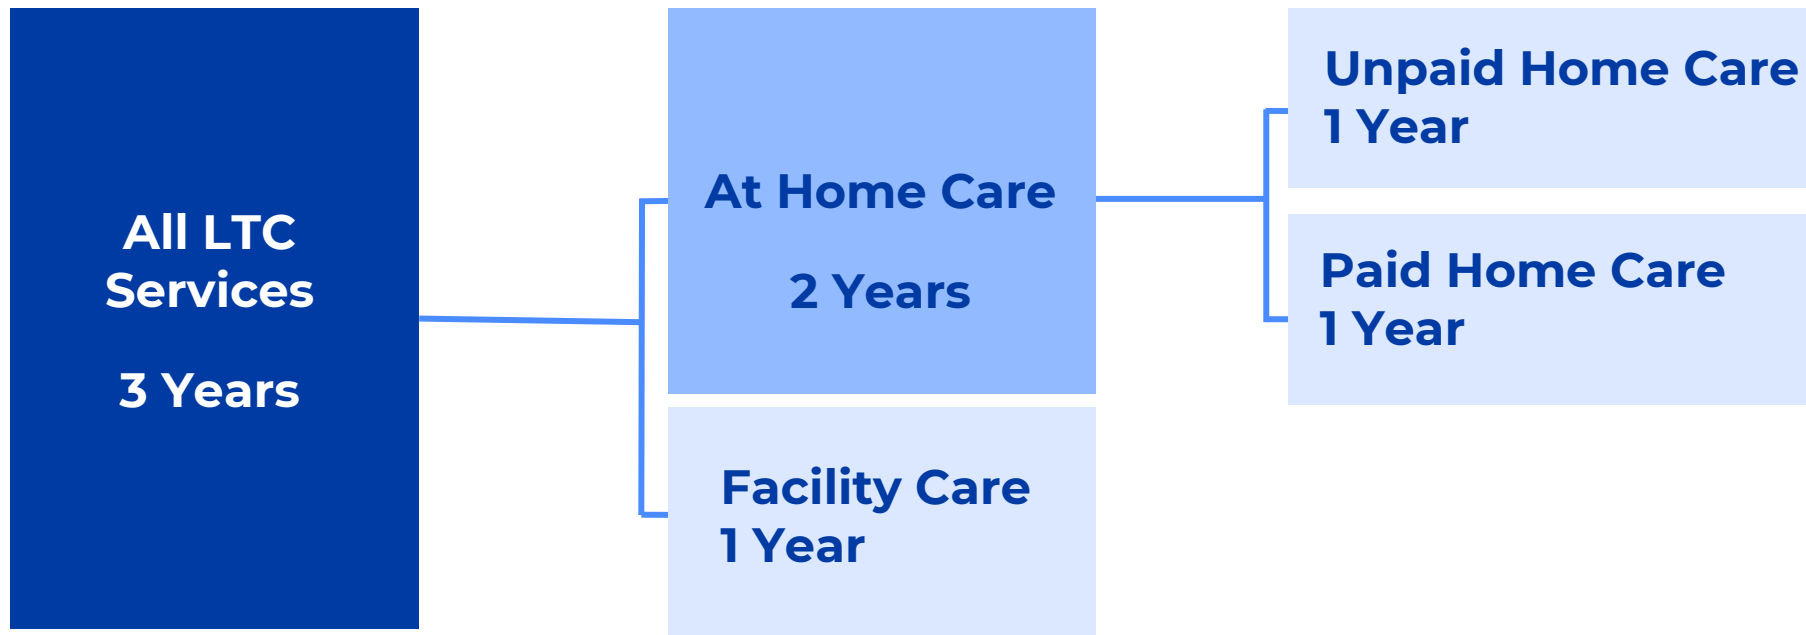 All LTC
Services
3 Years
At Home Care
2 Years
Facility Care
1 Year
Unpaid Home Care
1 Year
Paid Home Care
1 Year